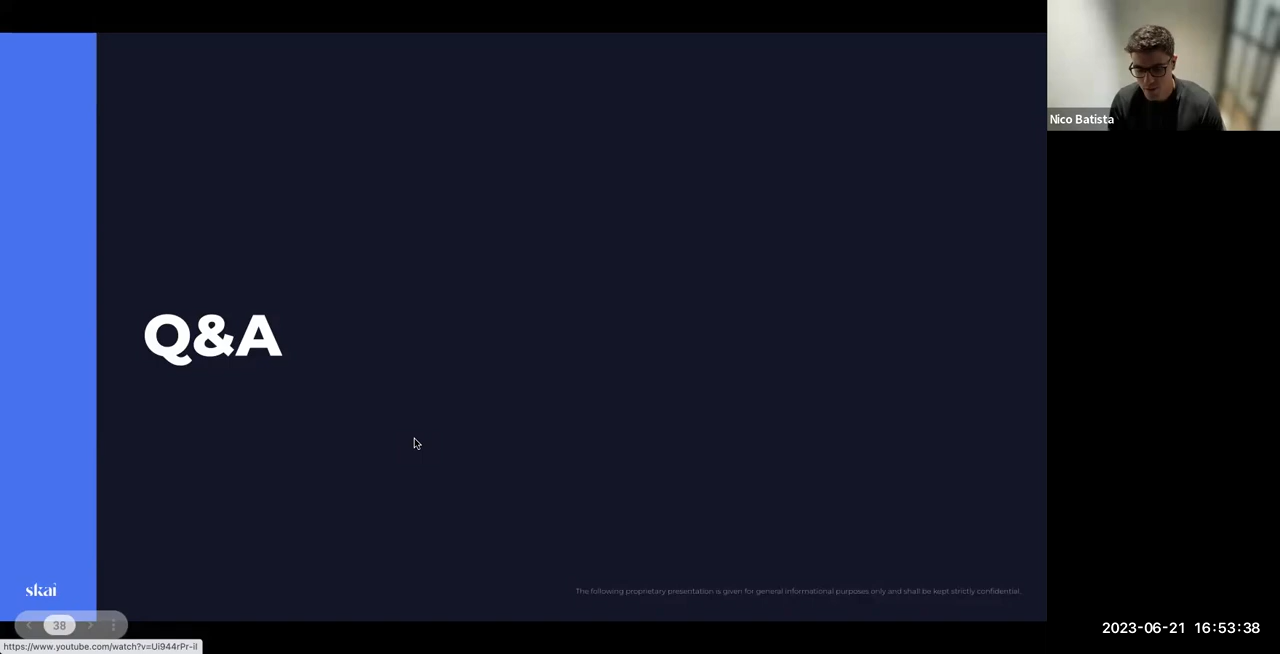 Nico Batista
Q&A
skai
The following proprietary presentation is given for general informational purposes only and shall be kept strictly confidential.
38
2023-06-21 16:53:38
https://www.youtube.com/watch?v=Ui944rPr-iI